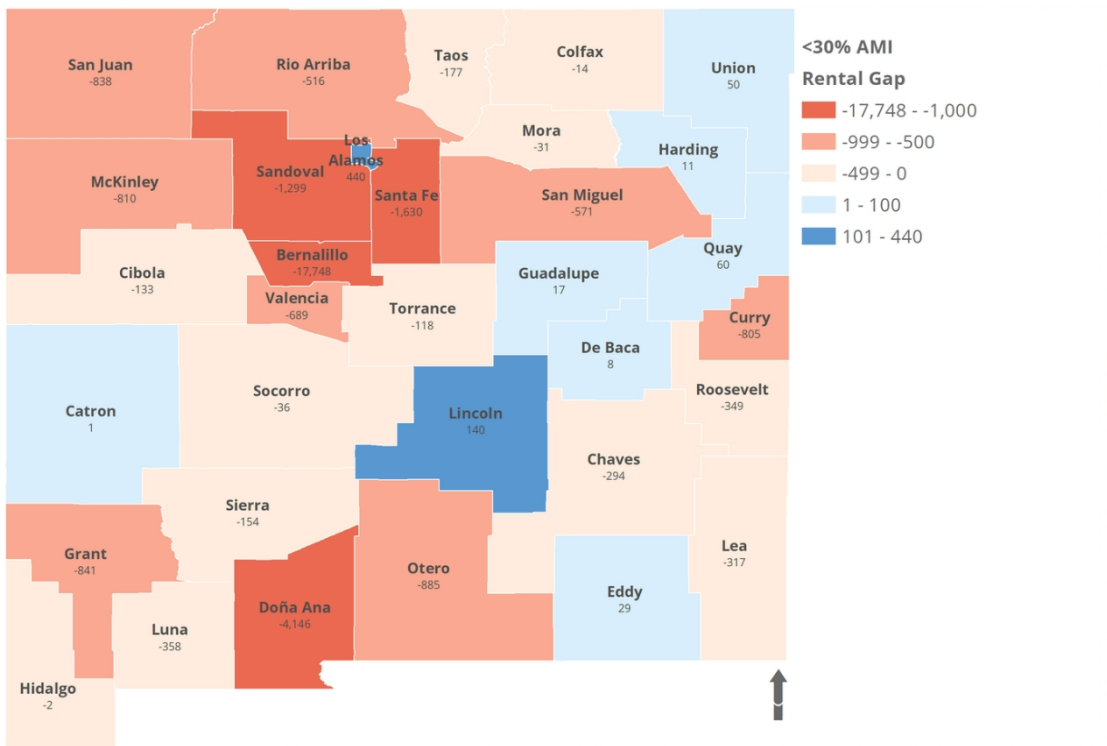 San Juan
-838
Rio Arriba
-516
Taos
-177
Colfax
-14
Union
50
<30% AMI
Rental Gap
-17,748 - -1,000
-999 - -500
-499 - 0
1 - 100
101 - 440
Mora
-31
Harding
11
Los
Alamos
440
McKinley
-810
Sandoval
-1,299
Santa Fe
-1,630
San Miguel
-571
Quay
60
Cibola
-133
Bernalillo
-17,748
Guadalupe
17
Valencia
-689
Torrance
-118
Curry
-805
De Baca
8
Roosevelt
-349
Socorro
-36
Catron
1
Lincoln
140
Chaves
-294
Sierra
-154
Grant
-841
Otero
-885
Lea
-317
Eddy
29
Doña Ana
-4,146
Luna
-358
Hidalgo
-2